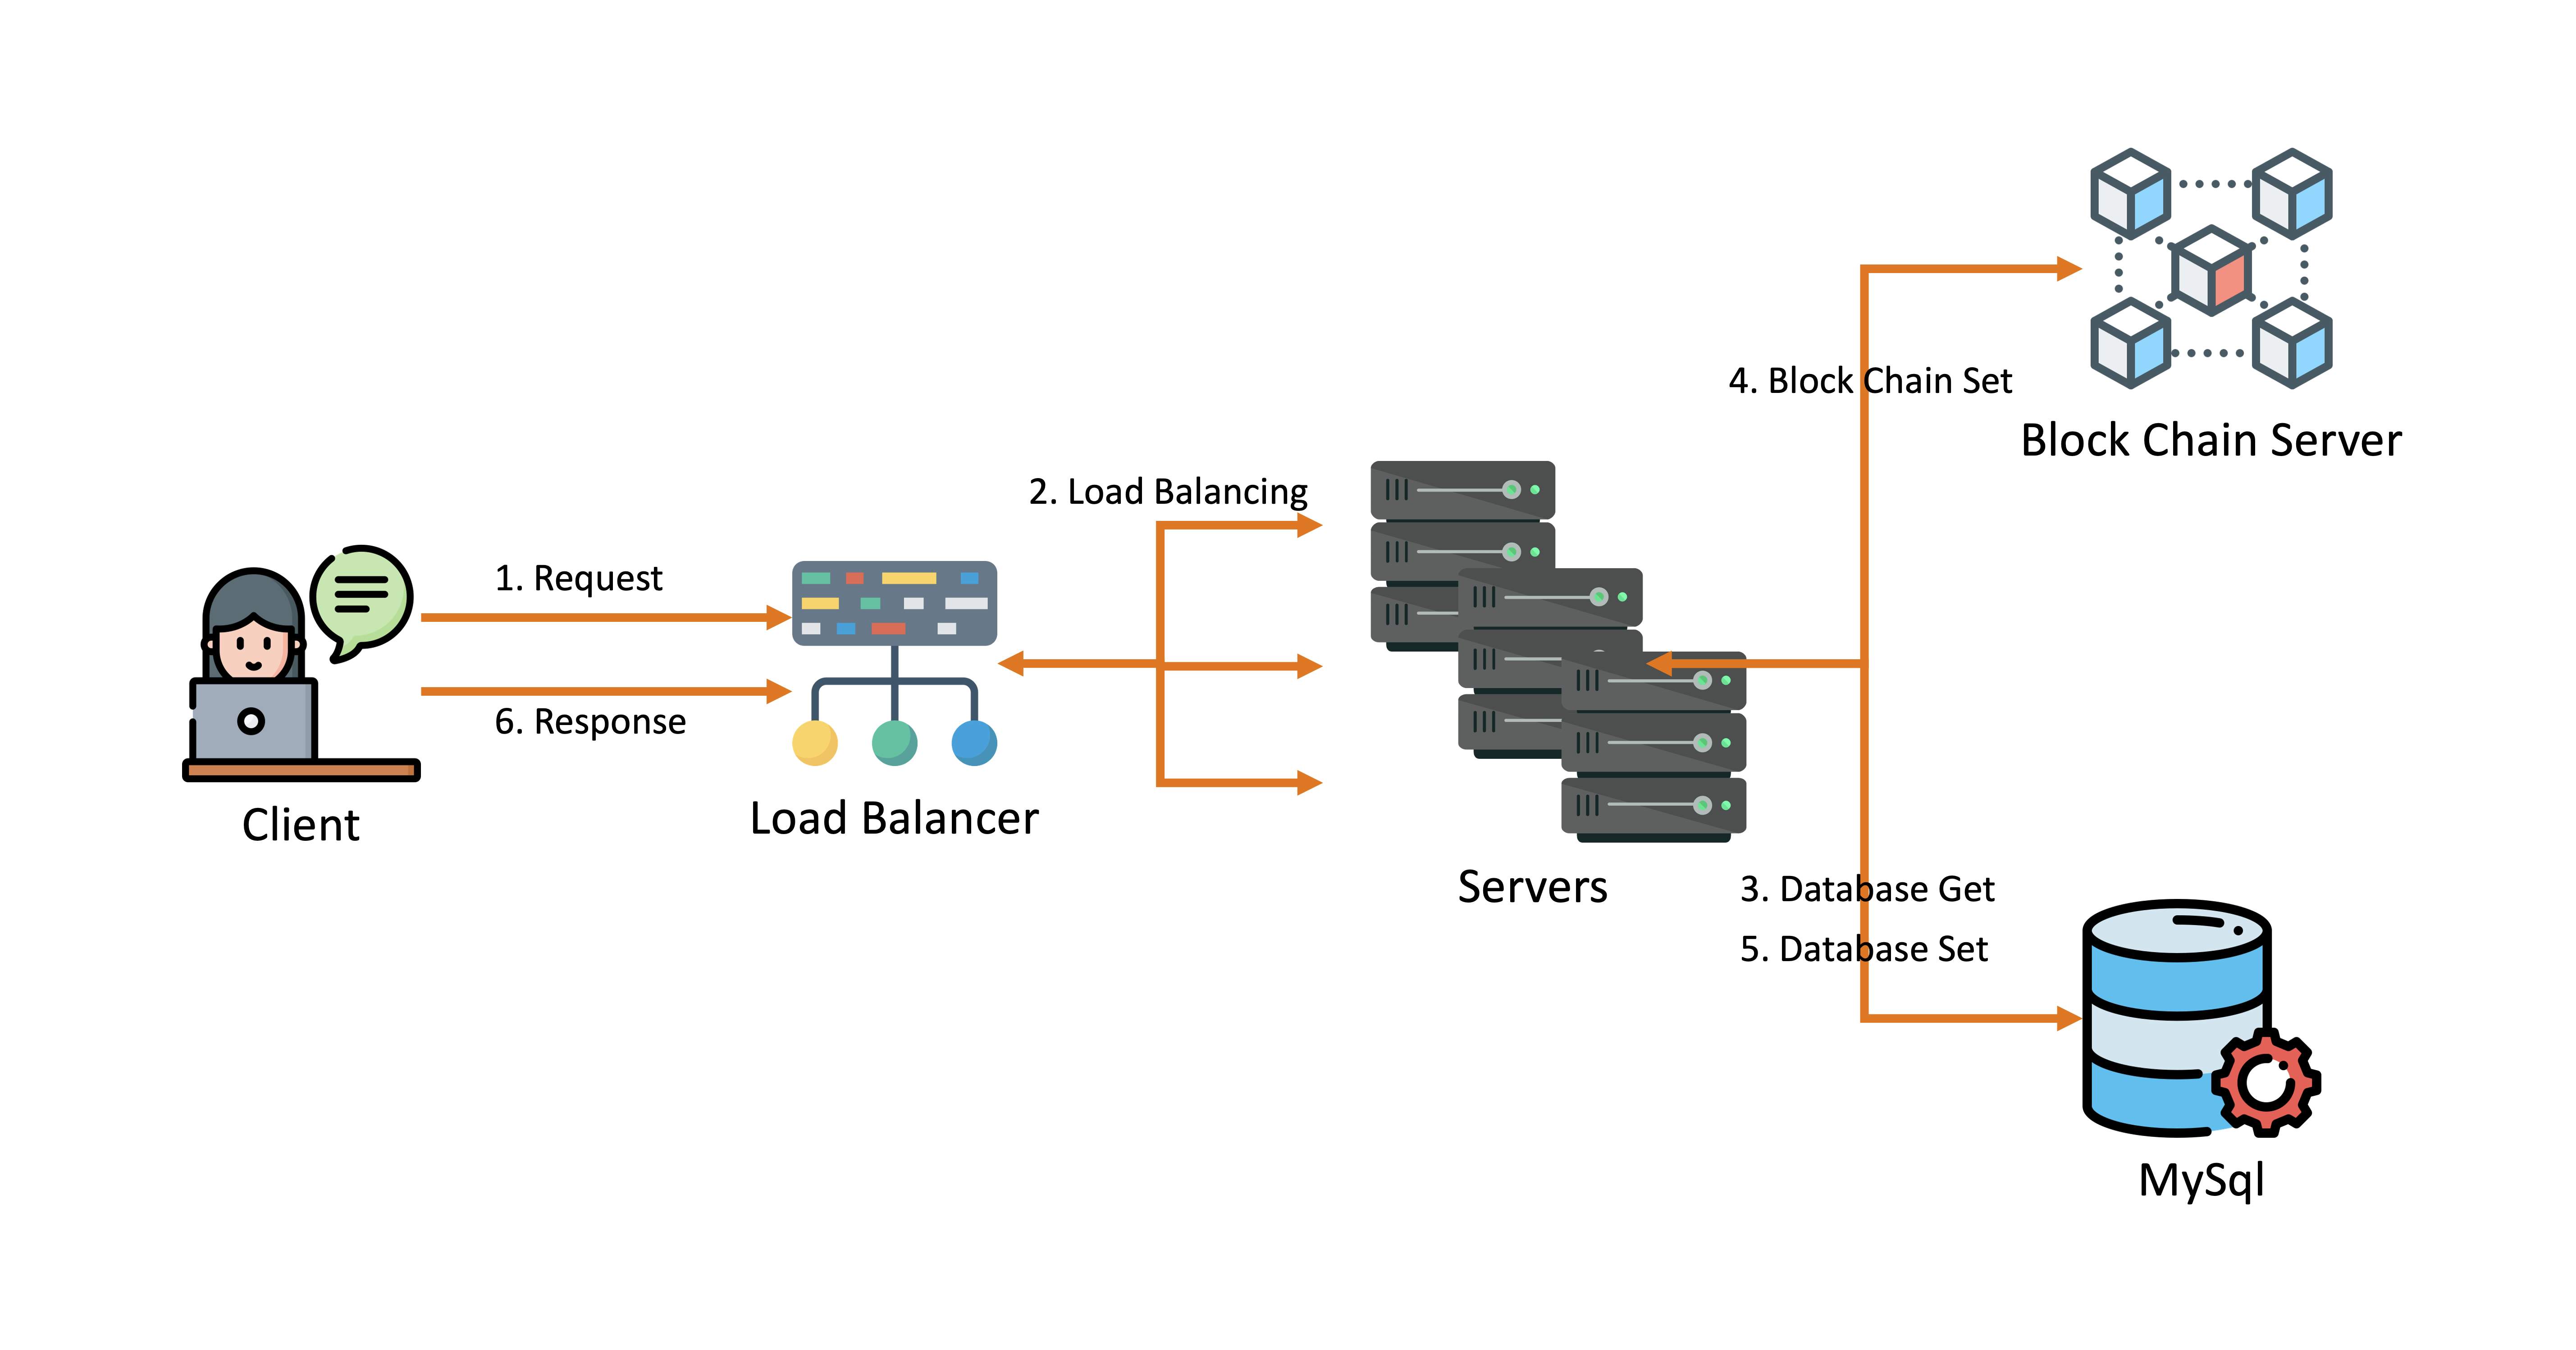 4. Block Chain Set
Block Chain Server
2. Load Balancing
1. Request
6. Response
Client
Load Balancer
Servers
3. Database Get
5. Database Set
MySql